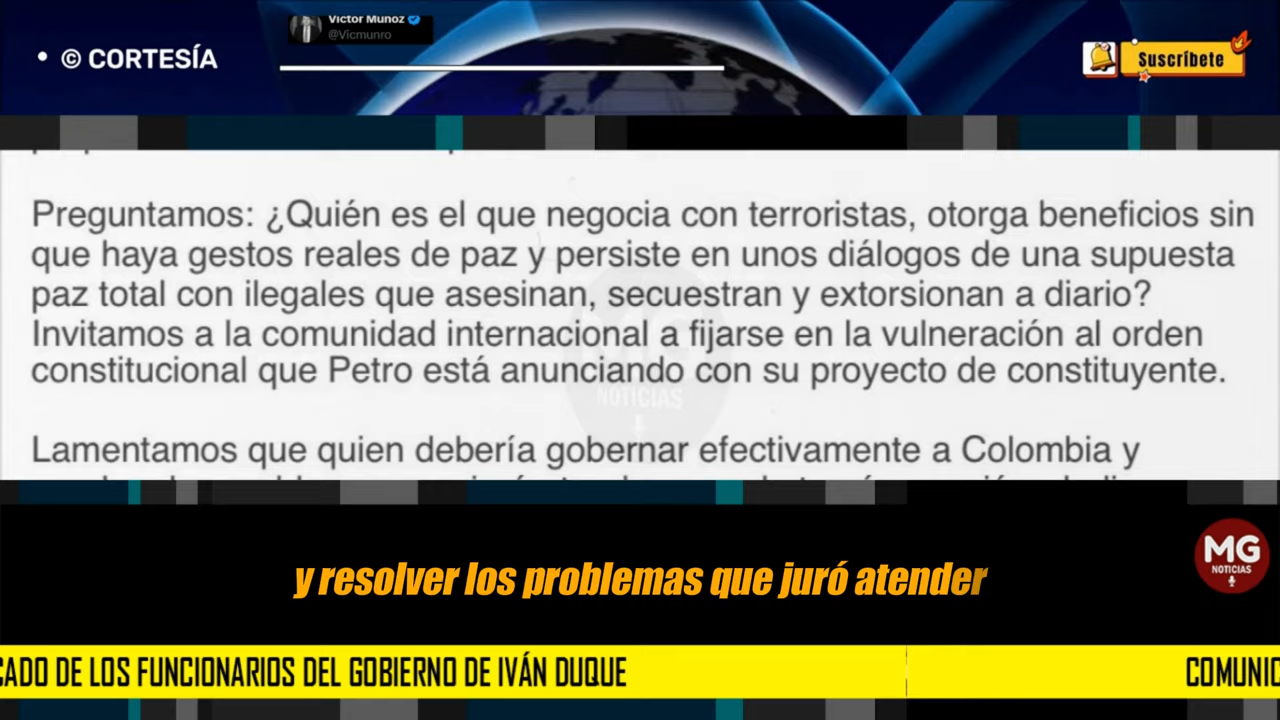 Victor Muñoz
@Vicmunro
• © CORTESÍA
Suscríbete
Preguntamos: ¿Quién es el que negocia con terroristas, otorga beneficios sin
que haya gestos reales de paz y persiste en unos diálogos de una supuesta
paz total con ilegales que asesinan, secuestran y extorsionan a diario?
Invitamos a la comunidad internacional a fijarse en la vulneración al orden
constitucional que Petro está anunciando con su proyecto de constituyente.
Lamentamos que quien debería gobernar efectivamente a Colombia y
MG
NOTICIAS
y resolver los problemas que juró atender
MG
NOTICIAS
CADO DE LOS FUNCIONARIOS DEL GOBIERNO DE IVÁN DUQUE
COMUNIC